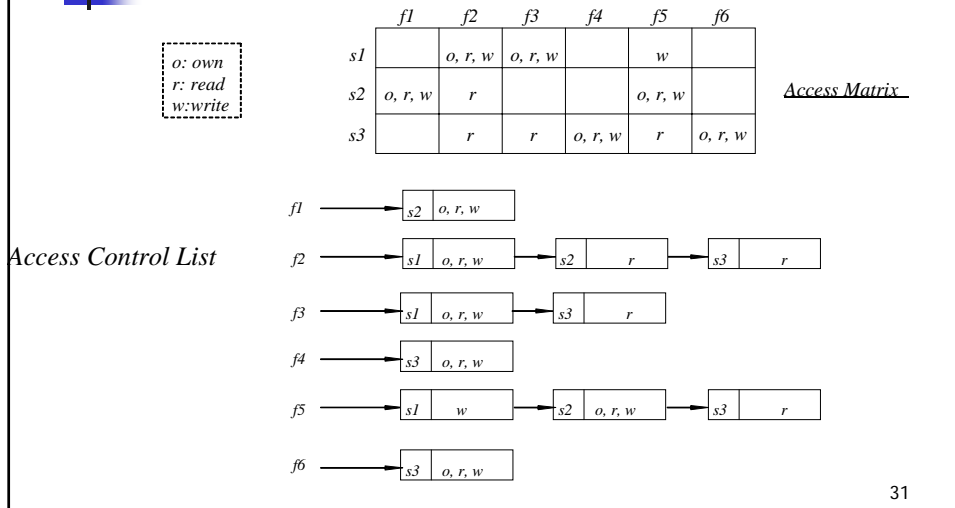 f1 f2 f3 f4 f5 f6
o: own
r: read
w:write
s1 o, r, w o, r, w w
s2 o, r, w r o, r, w
s3 r r o, r, w r o, r, w
Access Matrix
Access Control List
f1 s2 o, r, w
f2 s1 o, r, w s2 r s3 r
f3 s1 o, r, w s3 r
f4 s3 o, r, w
f5 s1 w s2 o, r, w s3 r
f6 s3 o, r, w
31